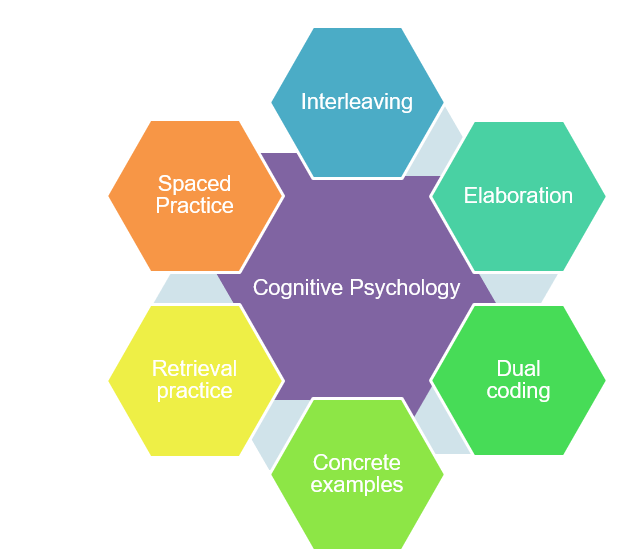 Interleaving
Spaced
Practice
Elaboration
Cognitive Psychology
Retrieval
practice
Dual
coding
Concrete
examples